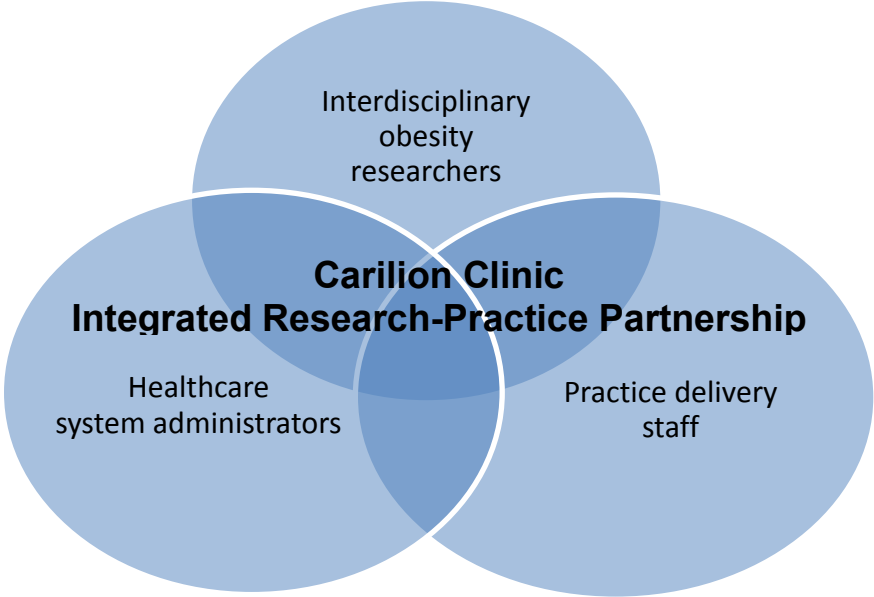 Interdisciplinary
obesity
researchers
Carilion Clinic
Integrated Research-Practice Partnership
Healthcare
system administrators
Practice delivery
staff